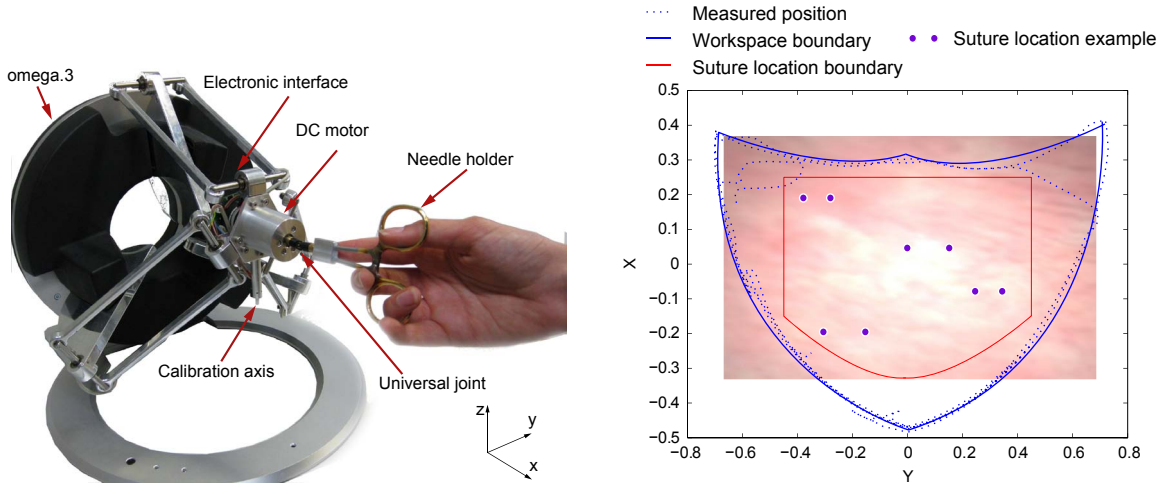 omega.3
Electronic interface
DC motor
Needle holder
Calibration axis
Universal joint
z
y
x
Measured position
Workspace boundary
Suture location example
Suture location boundary
0.5
0.4
0.3
0.2
0.1
0
−0.1
−0.2
−0.3
−0.4
−0.5
X
−0.8 −0.6 −0.4 −0.2 0 0.2 0.4 0.6 0.8
Y